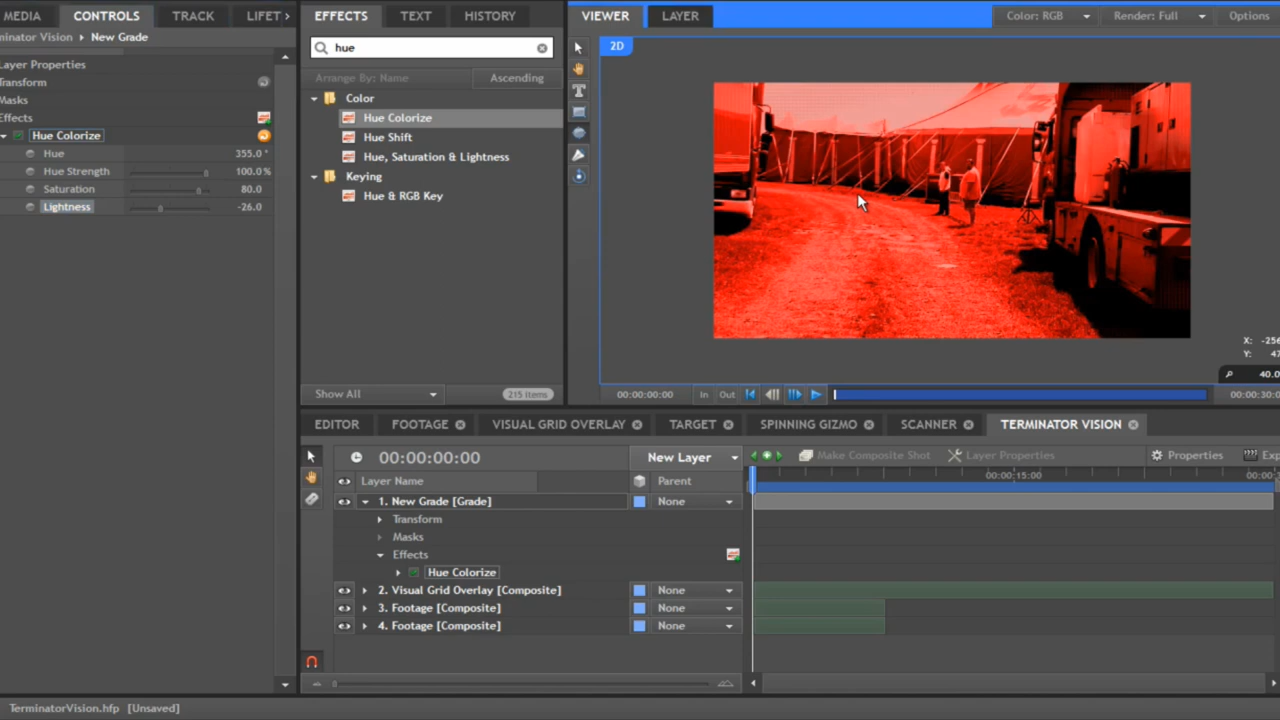 MEDIA CONTROLS TRACK LIFET
minator Vision New Grade
ayer Properties
Transform
Masks
Effects
Hue Colorize
Hue 355.0 °
Hue Strength 100.0 %
Saturation 80.0
Lightness -26.0
EFFECTS TEXT HISTORY
hue
Arrange By: Name Ascending
Color
Hue Colorize
Hue Shift
Hue, Saturation & Lightness
Keying
Hue & RGB Key
Show All 215 Items
VIEWER LAYER Color: RGB Render: Full Options
2D
T
X: -256
Y: 47
40.0
00:00:00:00 In Out 00:00:30:0
EDITOR FOOTAGE VISUAL GRID OVERLAY TARGET SPINNING GIZMO SCANNER TERMINATOR VISION
00:00:00:00 New Layer Make Composite Shot Layer Properties Properties Exp
Layer Name Parent 00:00:15:00 00:00:
1. New Grade [Grade] None
Transform
Masks
Effects
Hue Colorize
2. Visual Grid Overlay [Composite] None
3. Footage [Composite] None
4. Footage [Composite] None
TerminatorVision.hfp [Unsaved]